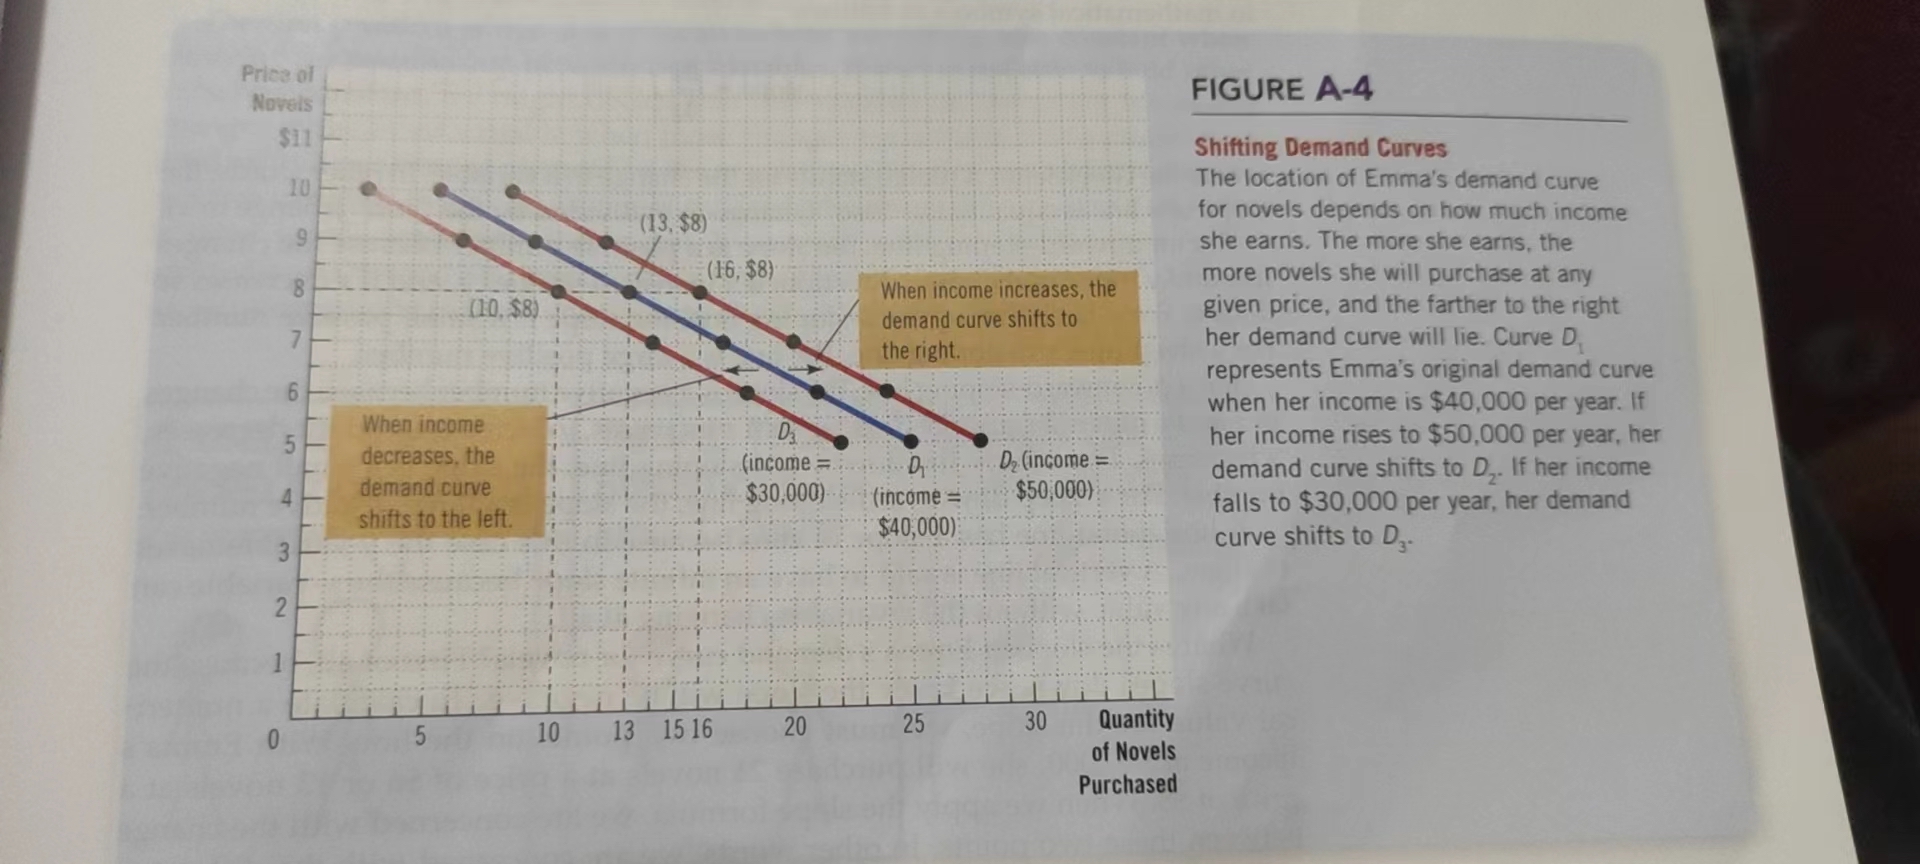 Price of
Novels
$11
10
9
8
7
6
5
4
3
2
1
0
5
10
13
15 16
20
25
30
Quantity
of Novels
Purchased
(13, $8)
(16, $8)
(10, $8)
When income increases, the
demand curve shifts to
the right.
When income
decreases, the
demand curve
shifts to the left.
D₃
(income =
$30,000)
D₁
(income =
$40,000)
D₂ (income =
$50,000)
FIGURE A-4
Shifting Demand Curves
The location of Emma's demand curve
for novels depends on how much income
she earns. The more she earns, the
more novels she will purchase at any
given price, and the farther to the right
her demand curve will lie. Curve D₁
represents Emma's original demand curve
when her income is $40,000 per year. If
her income rises to $50,000 per year, her
demand curve shifts to D₂. If her income
falls to $30,000 per year, her demand
curve shifts to D₃.